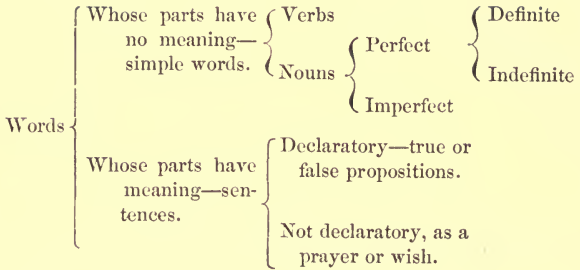 Words
Whose parts have
no meaning—
simple words.
Verbs
Nouns
Perfect
Imperfect
Definite
Indefinite
Whose parts have
meaning—sen-
tences.
Declaratory—true or
false propositions.
Not declaratory, as a
prayer or wish.